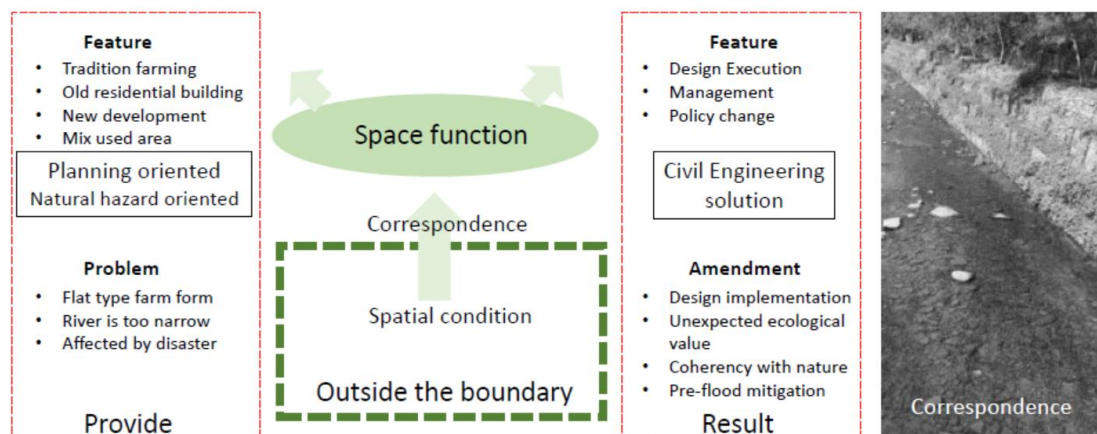 Feature
• Tradition farming
• Old residential building
• New development
• Mix used area
Planning oriented
Natural hazard oriented
Problem
• Flat type farm form
• River is too narrow
• Affected by disaster
Provide
Space function
Correspondence
Spatial condition
Outside the boundary
Feature
• Design Execution
• Management
• Policy change
Civil Engineering
solution
Amendment
• Design implementation
• Unexpected ecological
value
• Coherency with nature
• Pre-flood mitigation
Result
Correspondence